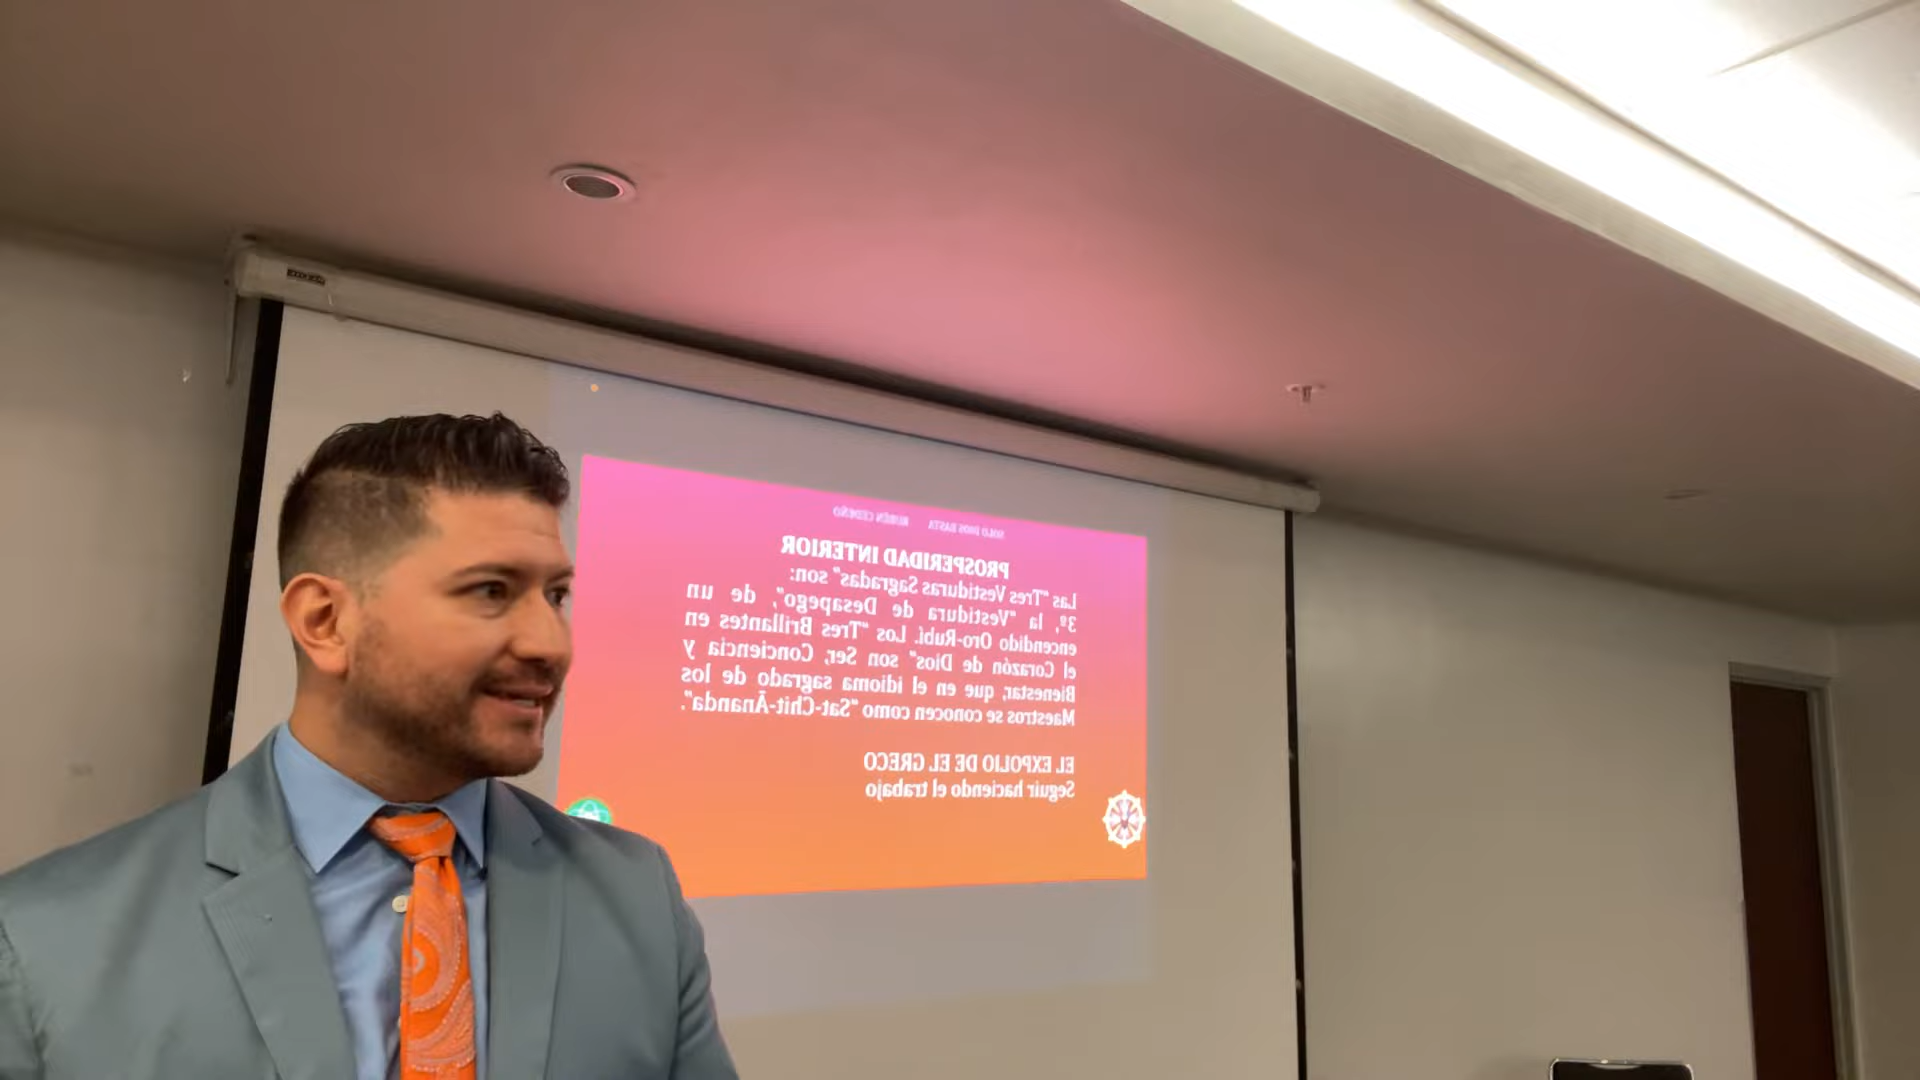 SOLO DIOS BASTA RUBÉN CEDEÑO
PROSPERIDAD INTERIOR
Las “Tres Vestiduras Sagradas” son:
3ª, la “Vestidura de Desapego”, de un
encendido Oro-Rubí. Los “Tres Brillantes en
el Corazón de Dios” son Ser, Conciencia y
Bienestar, que en el idioma sagrado de los
Maestros se conocen como “Sat-Chit-Ānanda”.
EL EXPOLIO DE EL GRECO
Seguir haciendo el trabajo